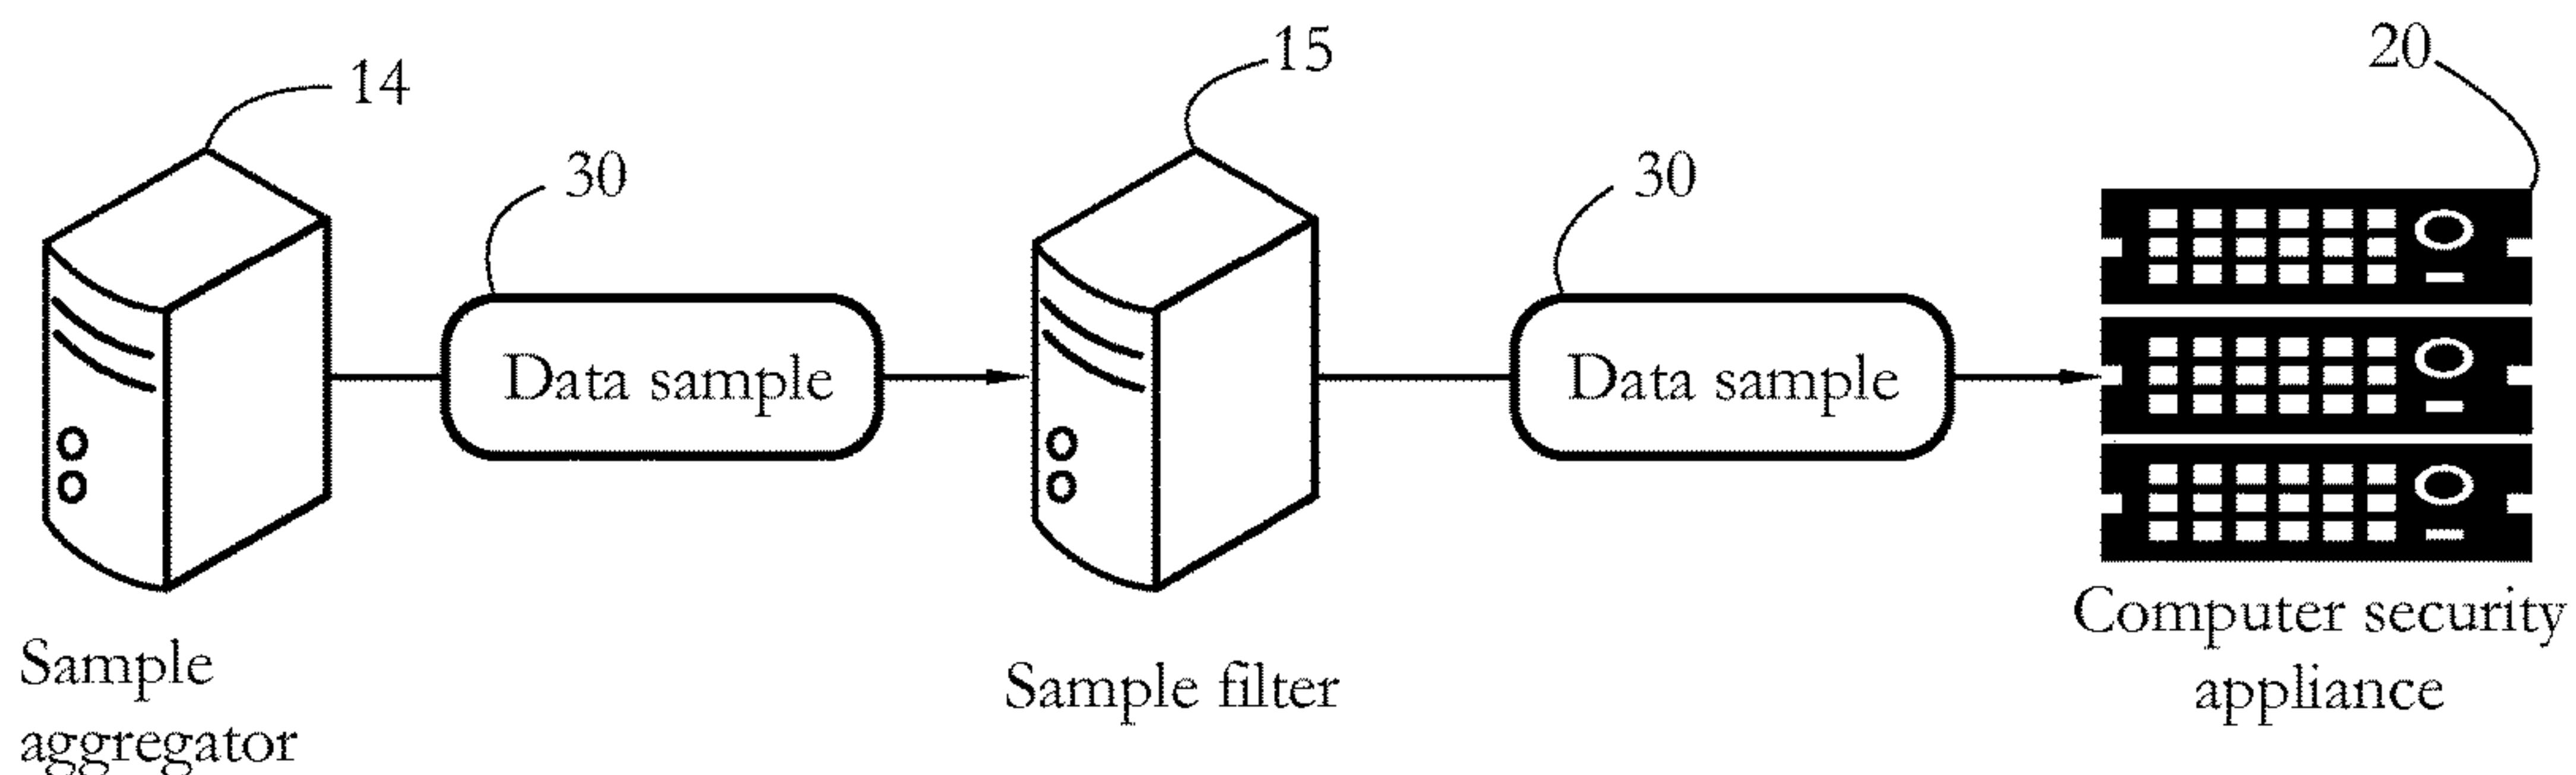 14
30
Data sample
15
30
Data sample
20
Sample
aggregator
Sample filter
Computer security
appliance